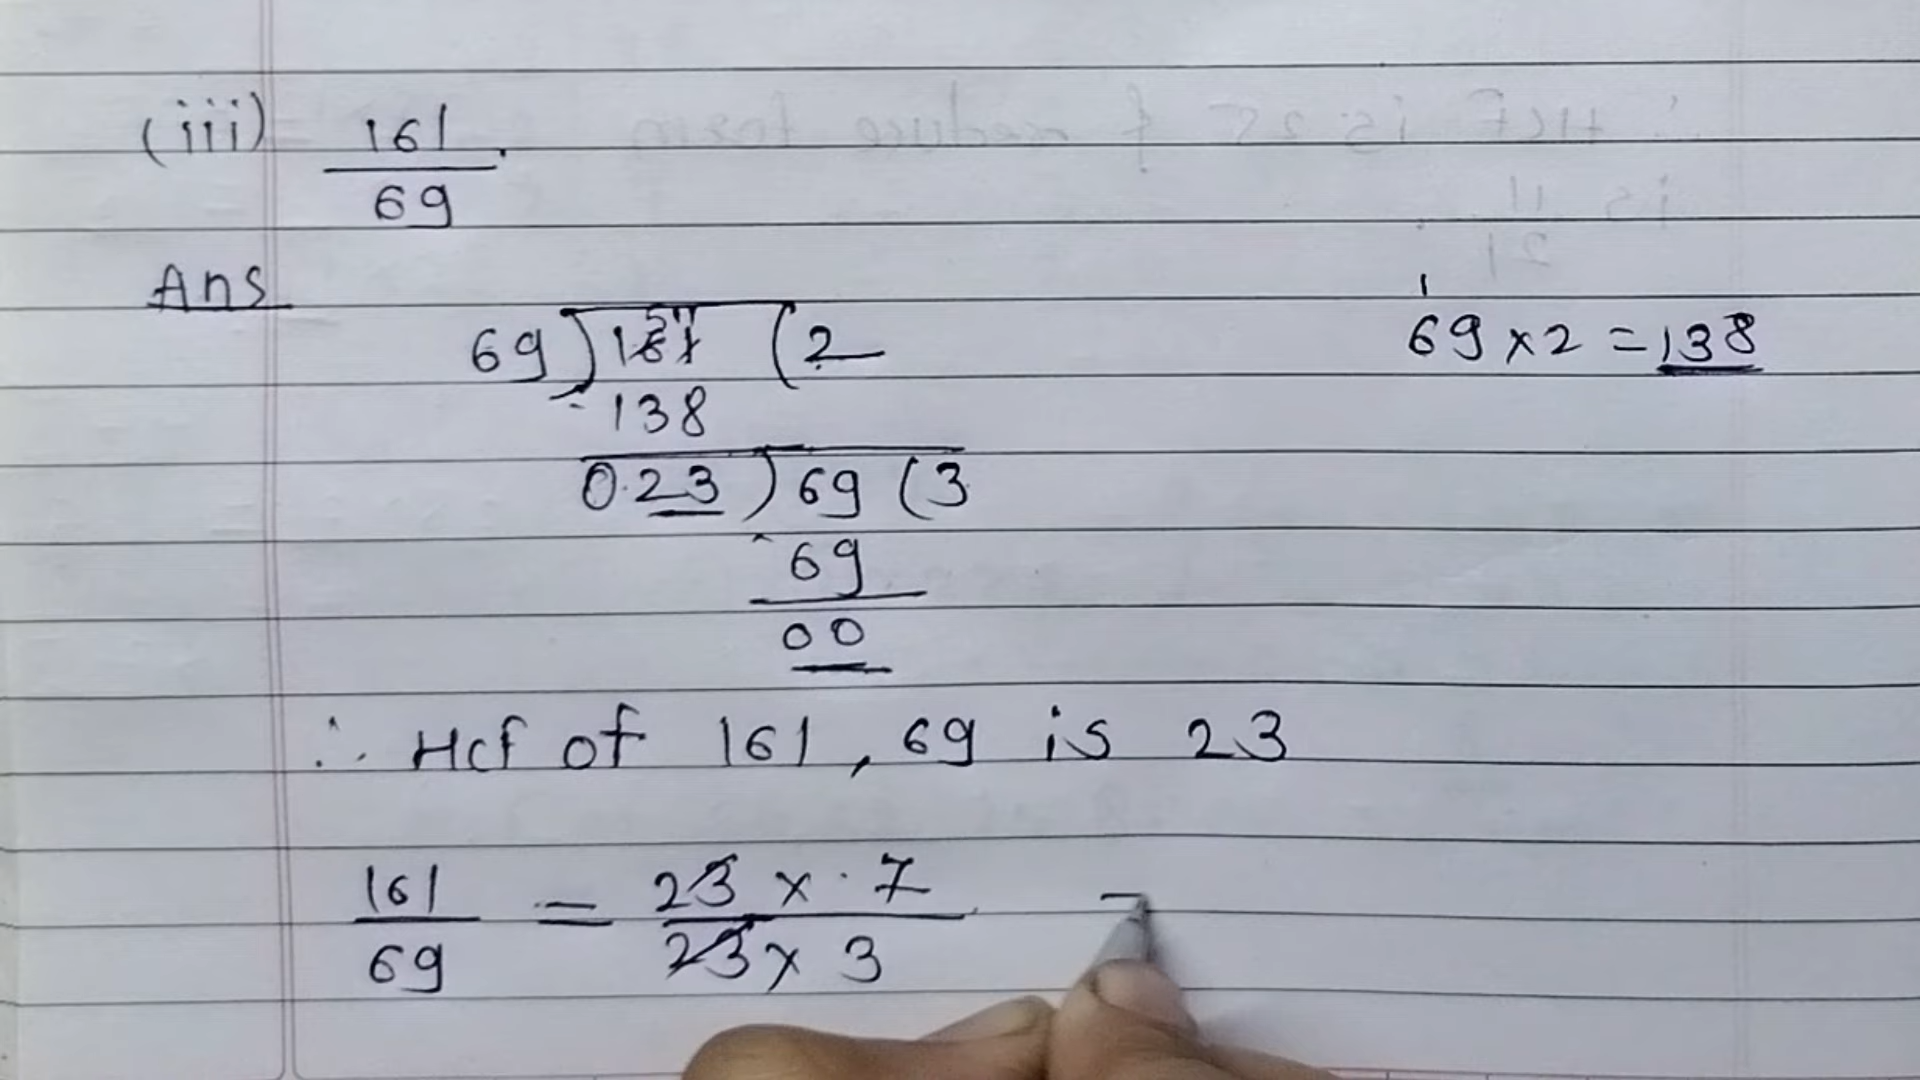 (iii) 161
69
Ans
69 ) 161 ( 2
69 × 2 = 138
138
023 ) 69 ( 3
69
00
∴ Hcf of 161, 69 is 23
161/69 = 23 × 7/23 × 3